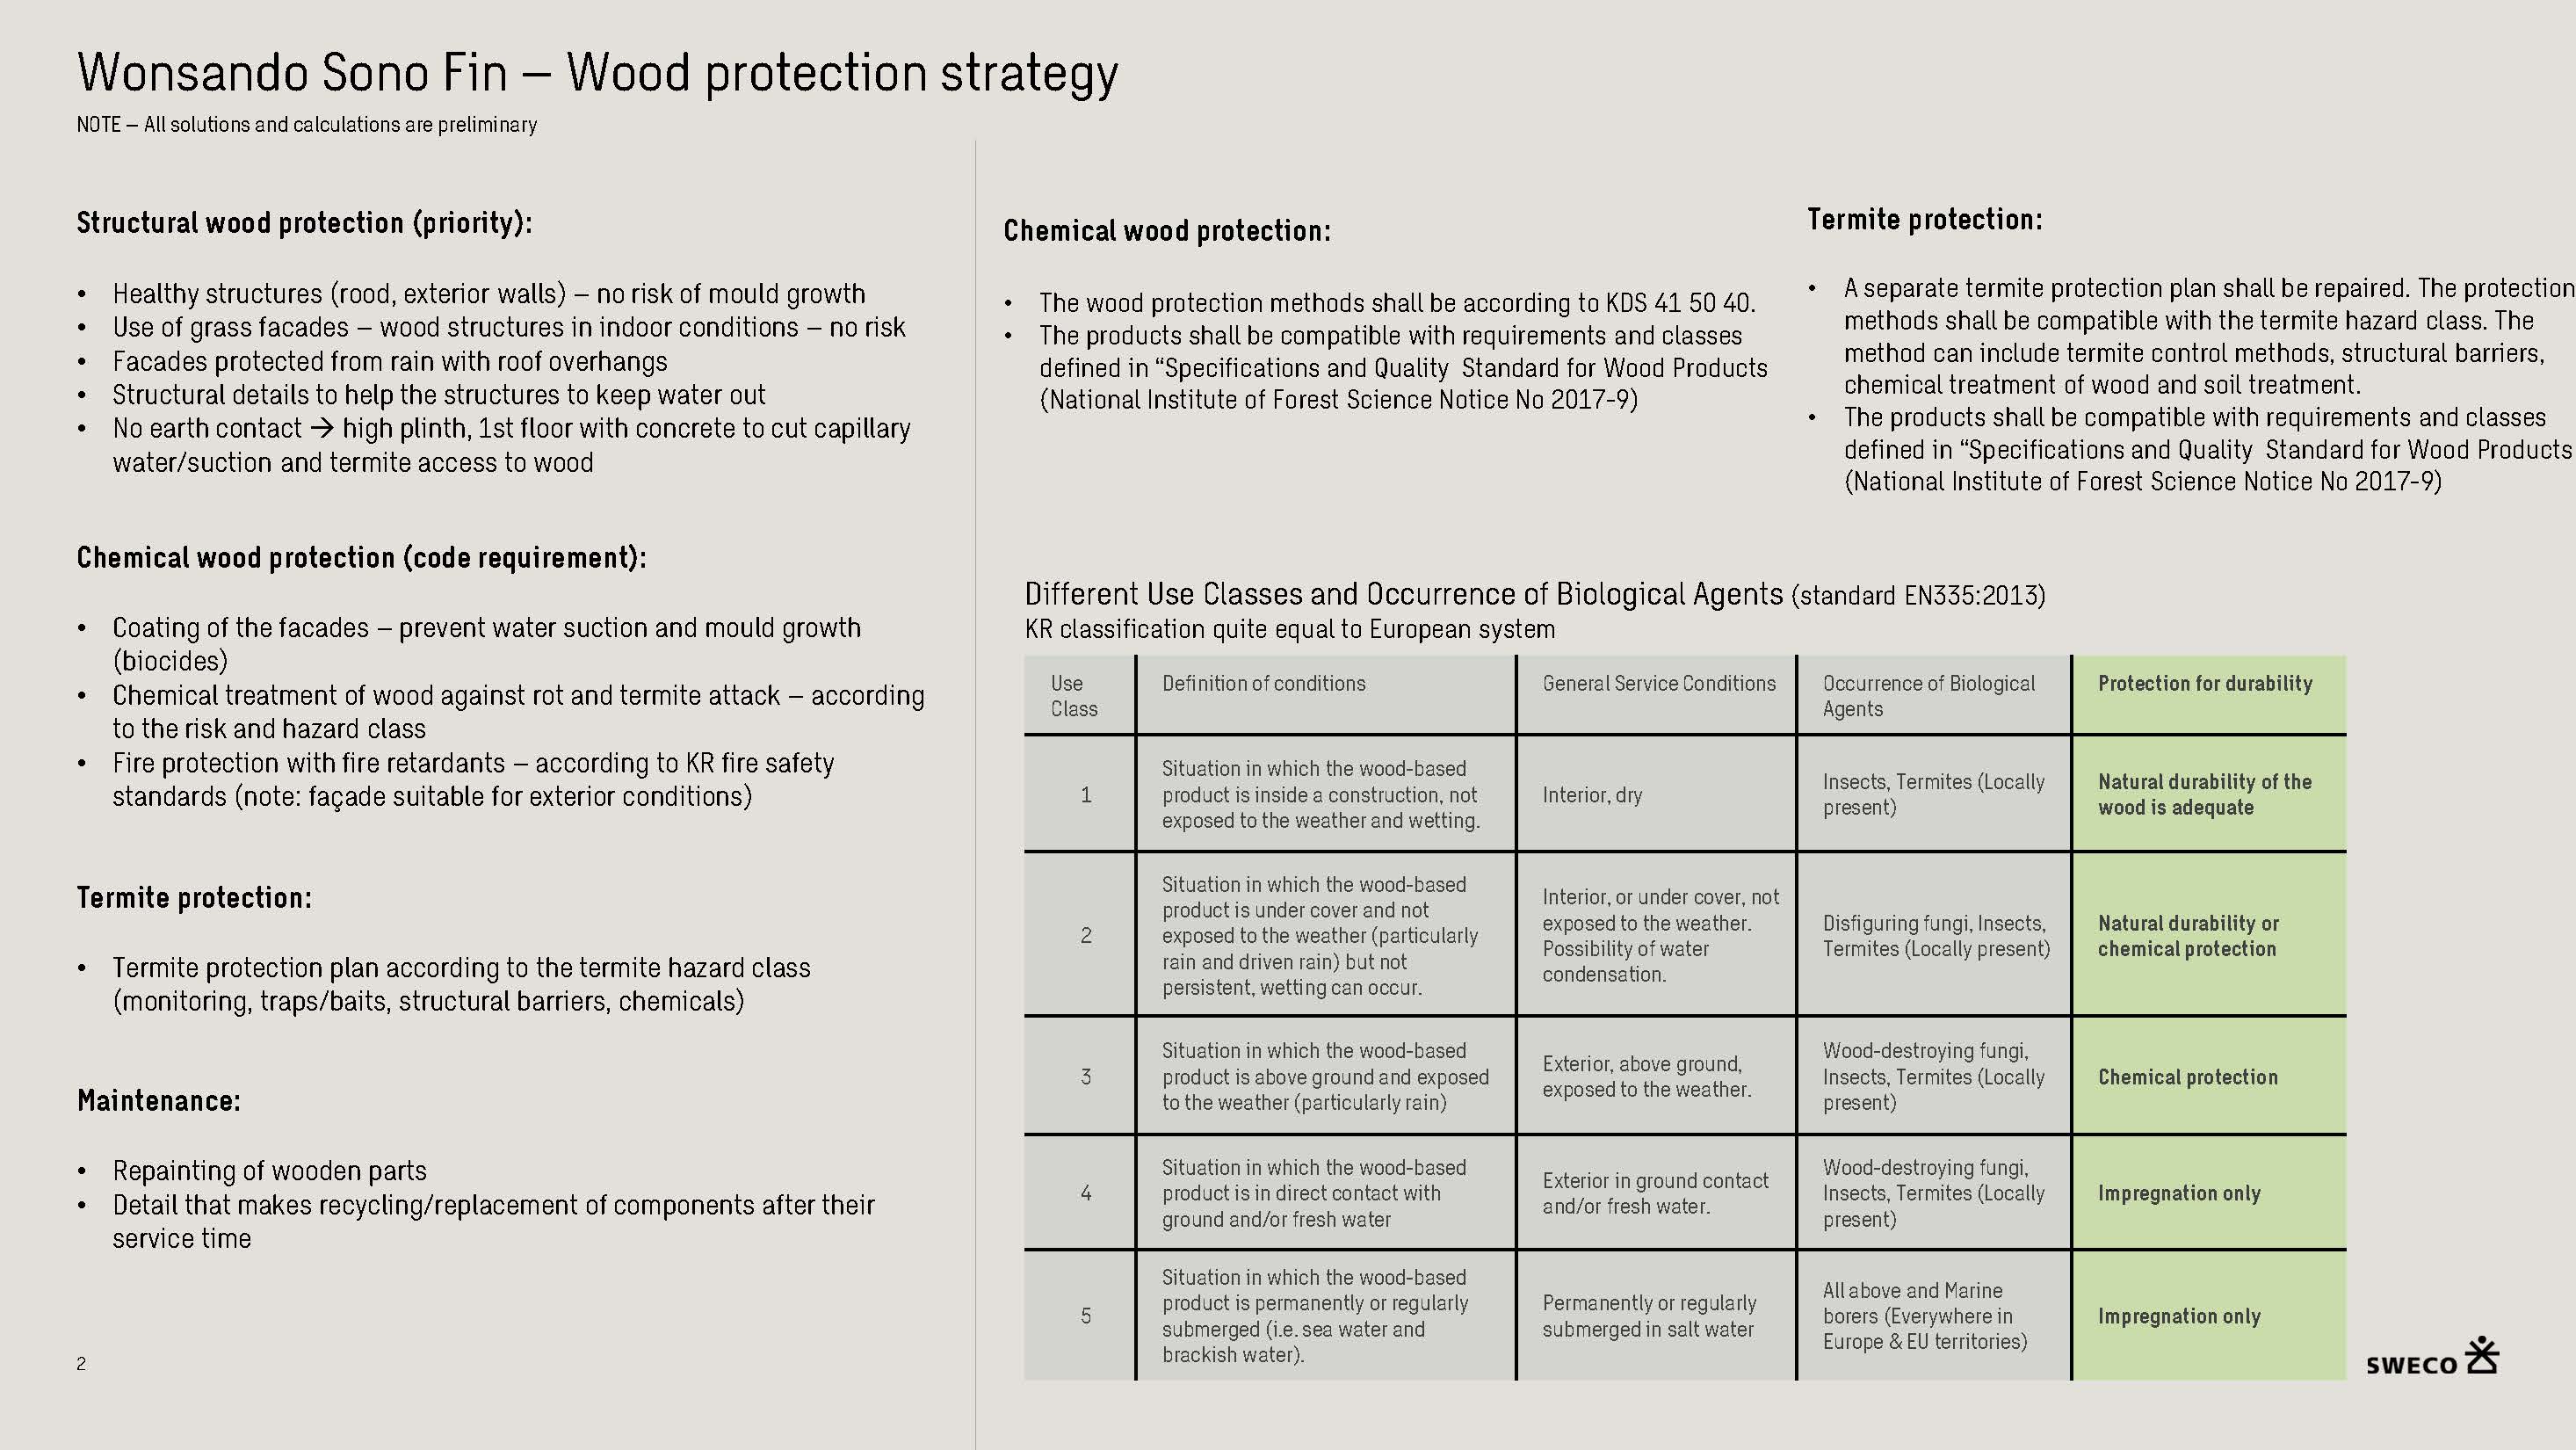 Wonsando Sono Fin – Wood protection strategy
NOTE – All solutions and calculations are preliminary
Structural wood protection (priority):
• Healthy structures (rood, exterior walls) – no risk of mould growth
• Use of grass facades – wood structures in indoor conditions – no risk
• Facades protected from rain with roof overhangs
• Structural details to help the structures to keep water out
• No earth contact → high plinth, 1st floor with concrete to cut capillary
water/suction and termite access to wood
Chemical wood protection (code requirement):
• Coating of the facades – prevent water suction and mould growth
(biocides)
• Chemical treatment of wood against rot and termite attack – according
to the risk and hazard class
• Fire protection with fire retardants – according to KR fire safety
standards (note: façade suitable for exterior conditions)
Termite protection:
• Termite protection plan according to the termite hazard class
(monitoring, traps/baits, structural barriers, chemicals)
Maintenance:
• Repainting of wooden parts
• Detail that makes recycling/replacement of components after their
service time
2
Chemical wood protection:
• The wood protection methods shall be according to KDS 41 50 40.
• The products shall be compatible with requirements and classes
defined in “Specifications and Quality Standard for Wood Products
(National Institute of Forest Science Notice No 2017-9)
Termite protection:
• A separate termite protection plan shall be repaired. The protection
methods shall be compatible with the termite hazard class. The
method can include termite control methods, structural barriers,
chemical treatment of wood and soil treatment.
• The products shall be compatible with requirements and classes
defined in “Specifications and Quality Standard for Wood Products
(National Institute of Forest Science Notice No 2017-9)
Different Use Classes and Occurrence of Biological Agents (standard EN335:2013)
KR classification quite equal to European system
Use
Class
Definition of conditions
General Service Conditions
Occurrence of Biological
Agents
Protection for durability
1
Situation in which the wood-based
product is inside a construction, not
exposed to the weather and wetting.
Interior, dry
Insects, Termites (Locally
present)
Natural durability of the
wood is adequate
2
Situation in which the wood-based
product is under cover and not
exposed to the weather (particularly
rain and driven rain) but not
persistent, wetting can occur.
Interior, or under cover, not
exposed to the weather.
Possibility of water
condensation.
Disfiguring fungi, Insects,
Termites (Locally present)
Natural durability or
chemical protection
3
Situation in which the wood-based
product is above ground and exposed
to the weather (particularly rain)
Exterior, above ground,
exposed to the weather.
Wood-destroying fungi,
Insects, Termites (Locally
present)
Chemical protection
4
Situation in which the wood-based
product is in direct contact with
ground and/or fresh water
Exterior in ground contact
and/or fresh water.
Wood-destroying fungi,
Insects, Termites (Locally
present)
Impregnation only
5
Situation in which the wood-based
product is permanently or regularly
submerged (i.e. sea water and
brackish water).
Permanently or regularly
submerged in salt water
All above and Marine
borers (Everywhere in
Europe & EU territories)
Impregnation only
SWECO